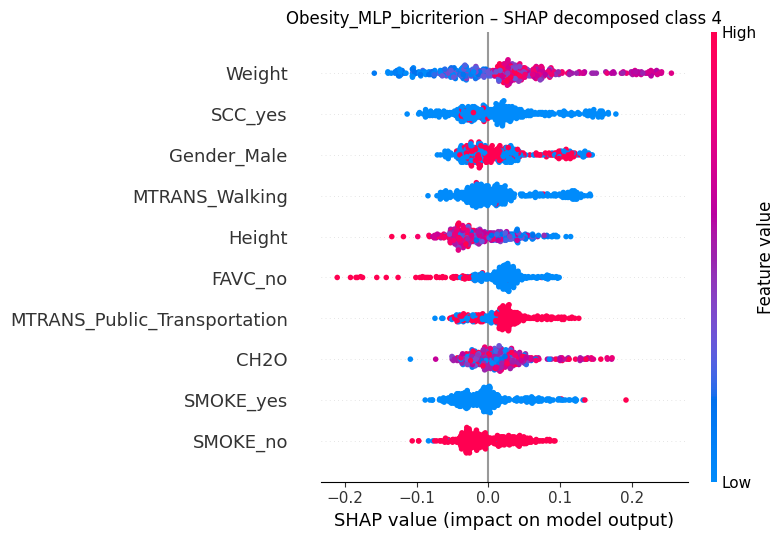 Obesity_MLP_bicriterion – SHAP decomposed class 4
High
Weight
SCC_yes
Gender_Male
MTRANS_Walking
Height
FAVC_no
MTRANS_Public_Transportation
CH2O
SMOKE_yes
SMOKE_no
Feature value
Low
−0.2 −0.1 0.0 0.1 0.2
SHAP value (impact on model output)